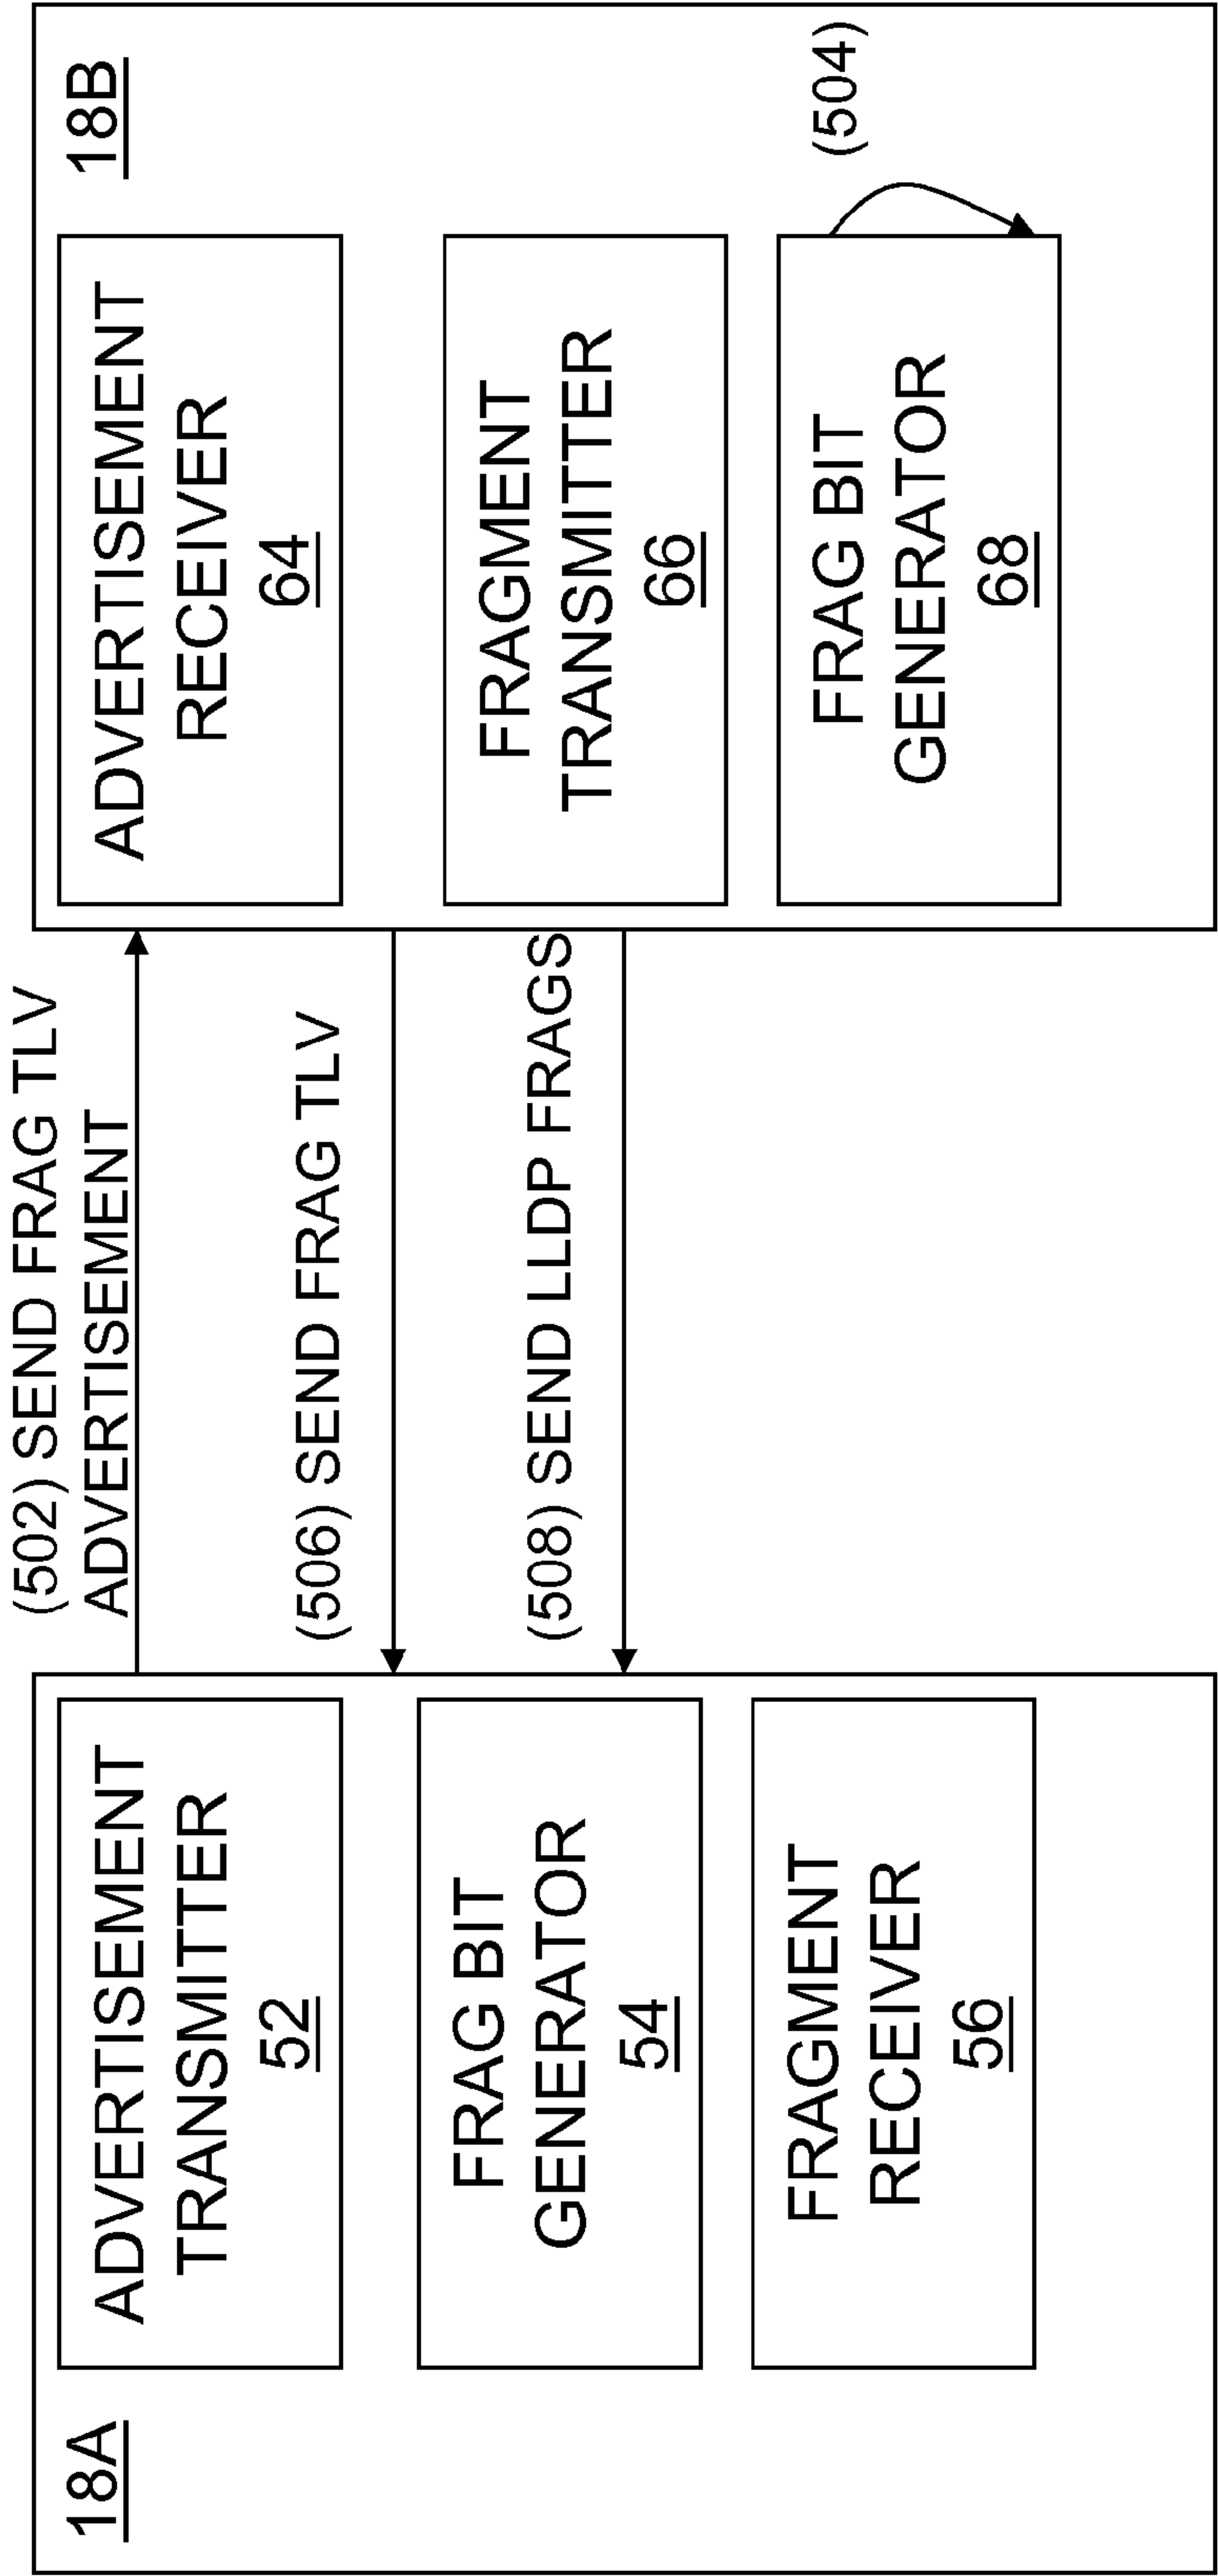 18A
ADVERTISEMENT
TRANSMITTER
52
FRAG BIT
GENERATOR
54
FRAGMENT
RECEIVER
56
(502) SEND FRAG TLV
ADVERTISEMENT
(506) SEND FRAG TLV
(508) SEND LLDP FRAGS
18B
ADVERTISEMENT
RECEIVER
64
FRAGMENT
TRANSMITTER
66
FRAG BIT
GENERATOR
68
(504)